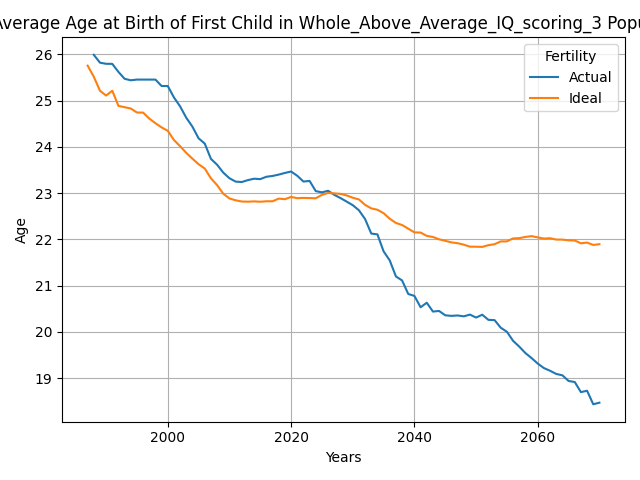 Average Age at Birth of First Child in Whole_Above_Average_IQ_scoring_3
Fertility
Actual
Ideal
26
25
24
23
22
21
20
19
Age
2000
2020
2040
2060
Years